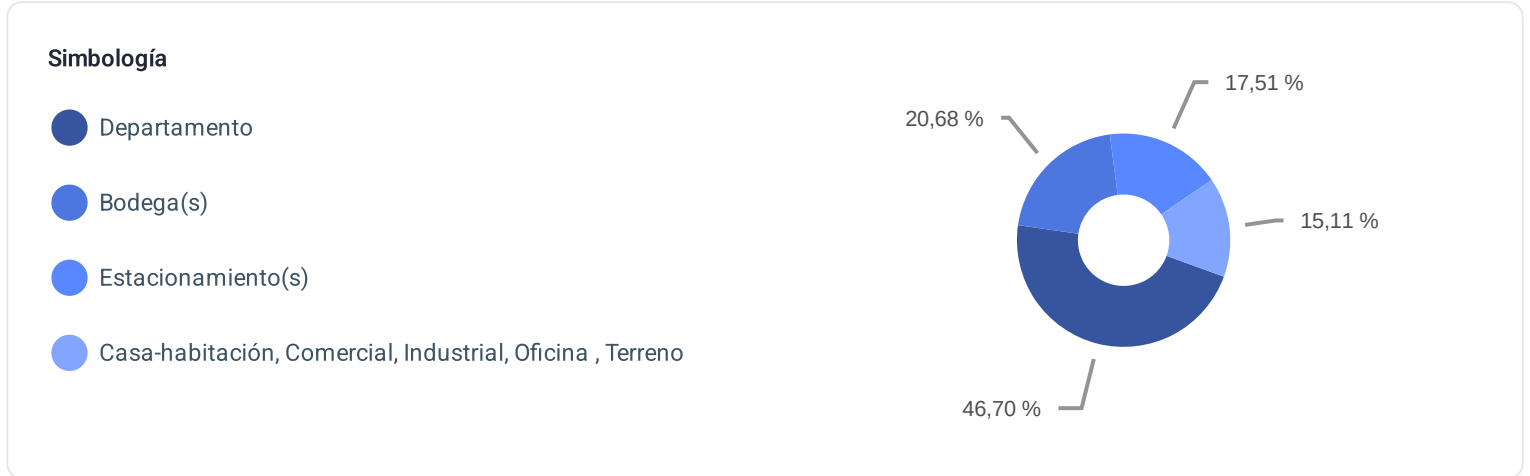 Simbología
Departamento
Bodega(s)
Estacionamiento(s)
Casa-habitación, Comercial, Industrial, Oficina , Terreno
17,51 %
20,68 %
15,11 %
46,70 %